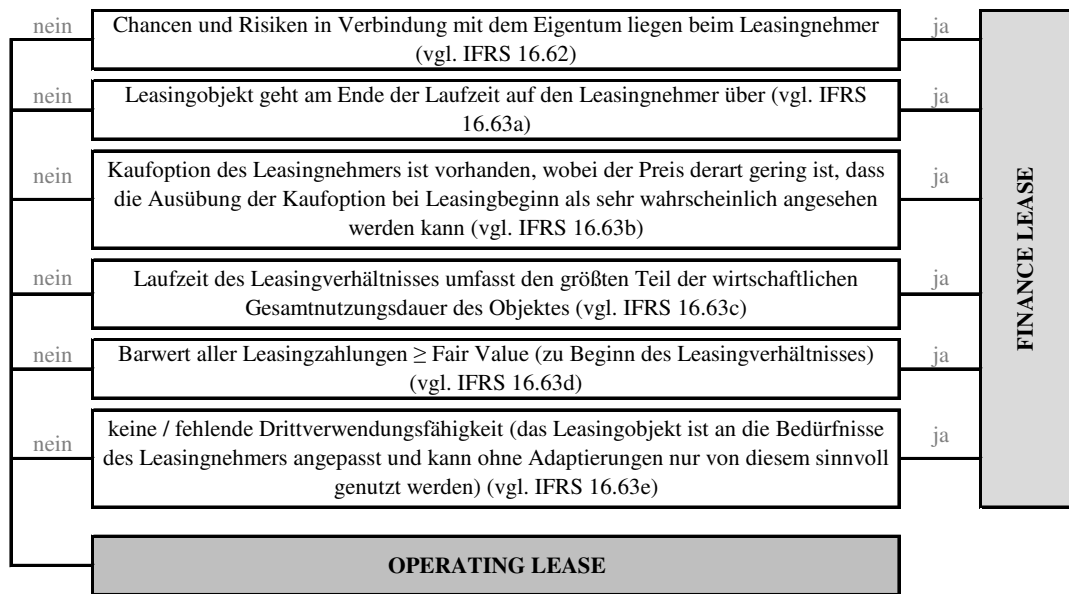 nein
Chancen und Risiken in Verbindung mit dem Eigentum liegen beim Leasingnehmer
(vgl. IFRS 16.62)
ja
nein
Leasingobjekt geht am Ende der Laufzeit auf den Leasingnehmer über (vgl. IFRS
16.63a)
ja
nein
Kaufoption des Leasingnehmers ist vorhanden, wobei der Preis derart gering ist, dass
die Ausübung der Kaufoption bei Leasingbeginn als sehr wahrscheinlich angesehen
werden kann (vgl. IFRS 16.63b)
ja
nein
Laufzeit des Leasingverhältnisses umfasst den größten Teil der wirtschaftlichen
Gesamtnutzungsdauer des Objektes (vgl. IFRS 16.63c)
ja
nein
Barwert aller Leasingzahlungen ≥ Fair Value (zu Beginn des Leasingverhältnisses)
(vgl. IFRS 16.63d)
ja
nein
keine / fehlende Drittverwendungsfähigkeit (das Leasingobjekt ist an die Bedürfnisse
des Leasingnehmers angepasst und kann ohne Adaptierungen nur von diesem sinnvoll
genutzt werden) (vgl. IFRS 16.63e)
ja
FINANCE LEASE
OPERATING LEASE